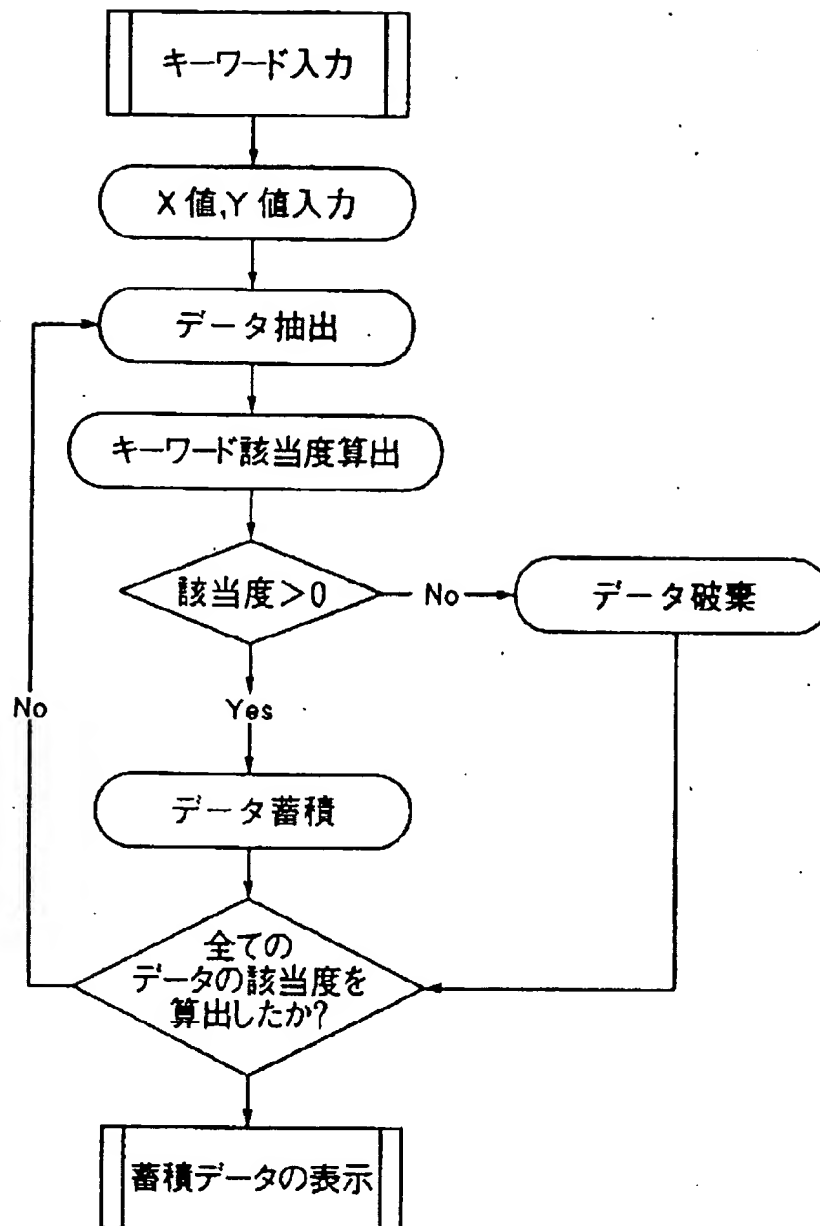 キーワード入力
X値,Y値入力
データ抽出
キーワード該当度算出
該当度>0
No
データ破棄
No
Yes
データ蓄積
全ての
データの該当度を
算出したか?
蓄積データの表示